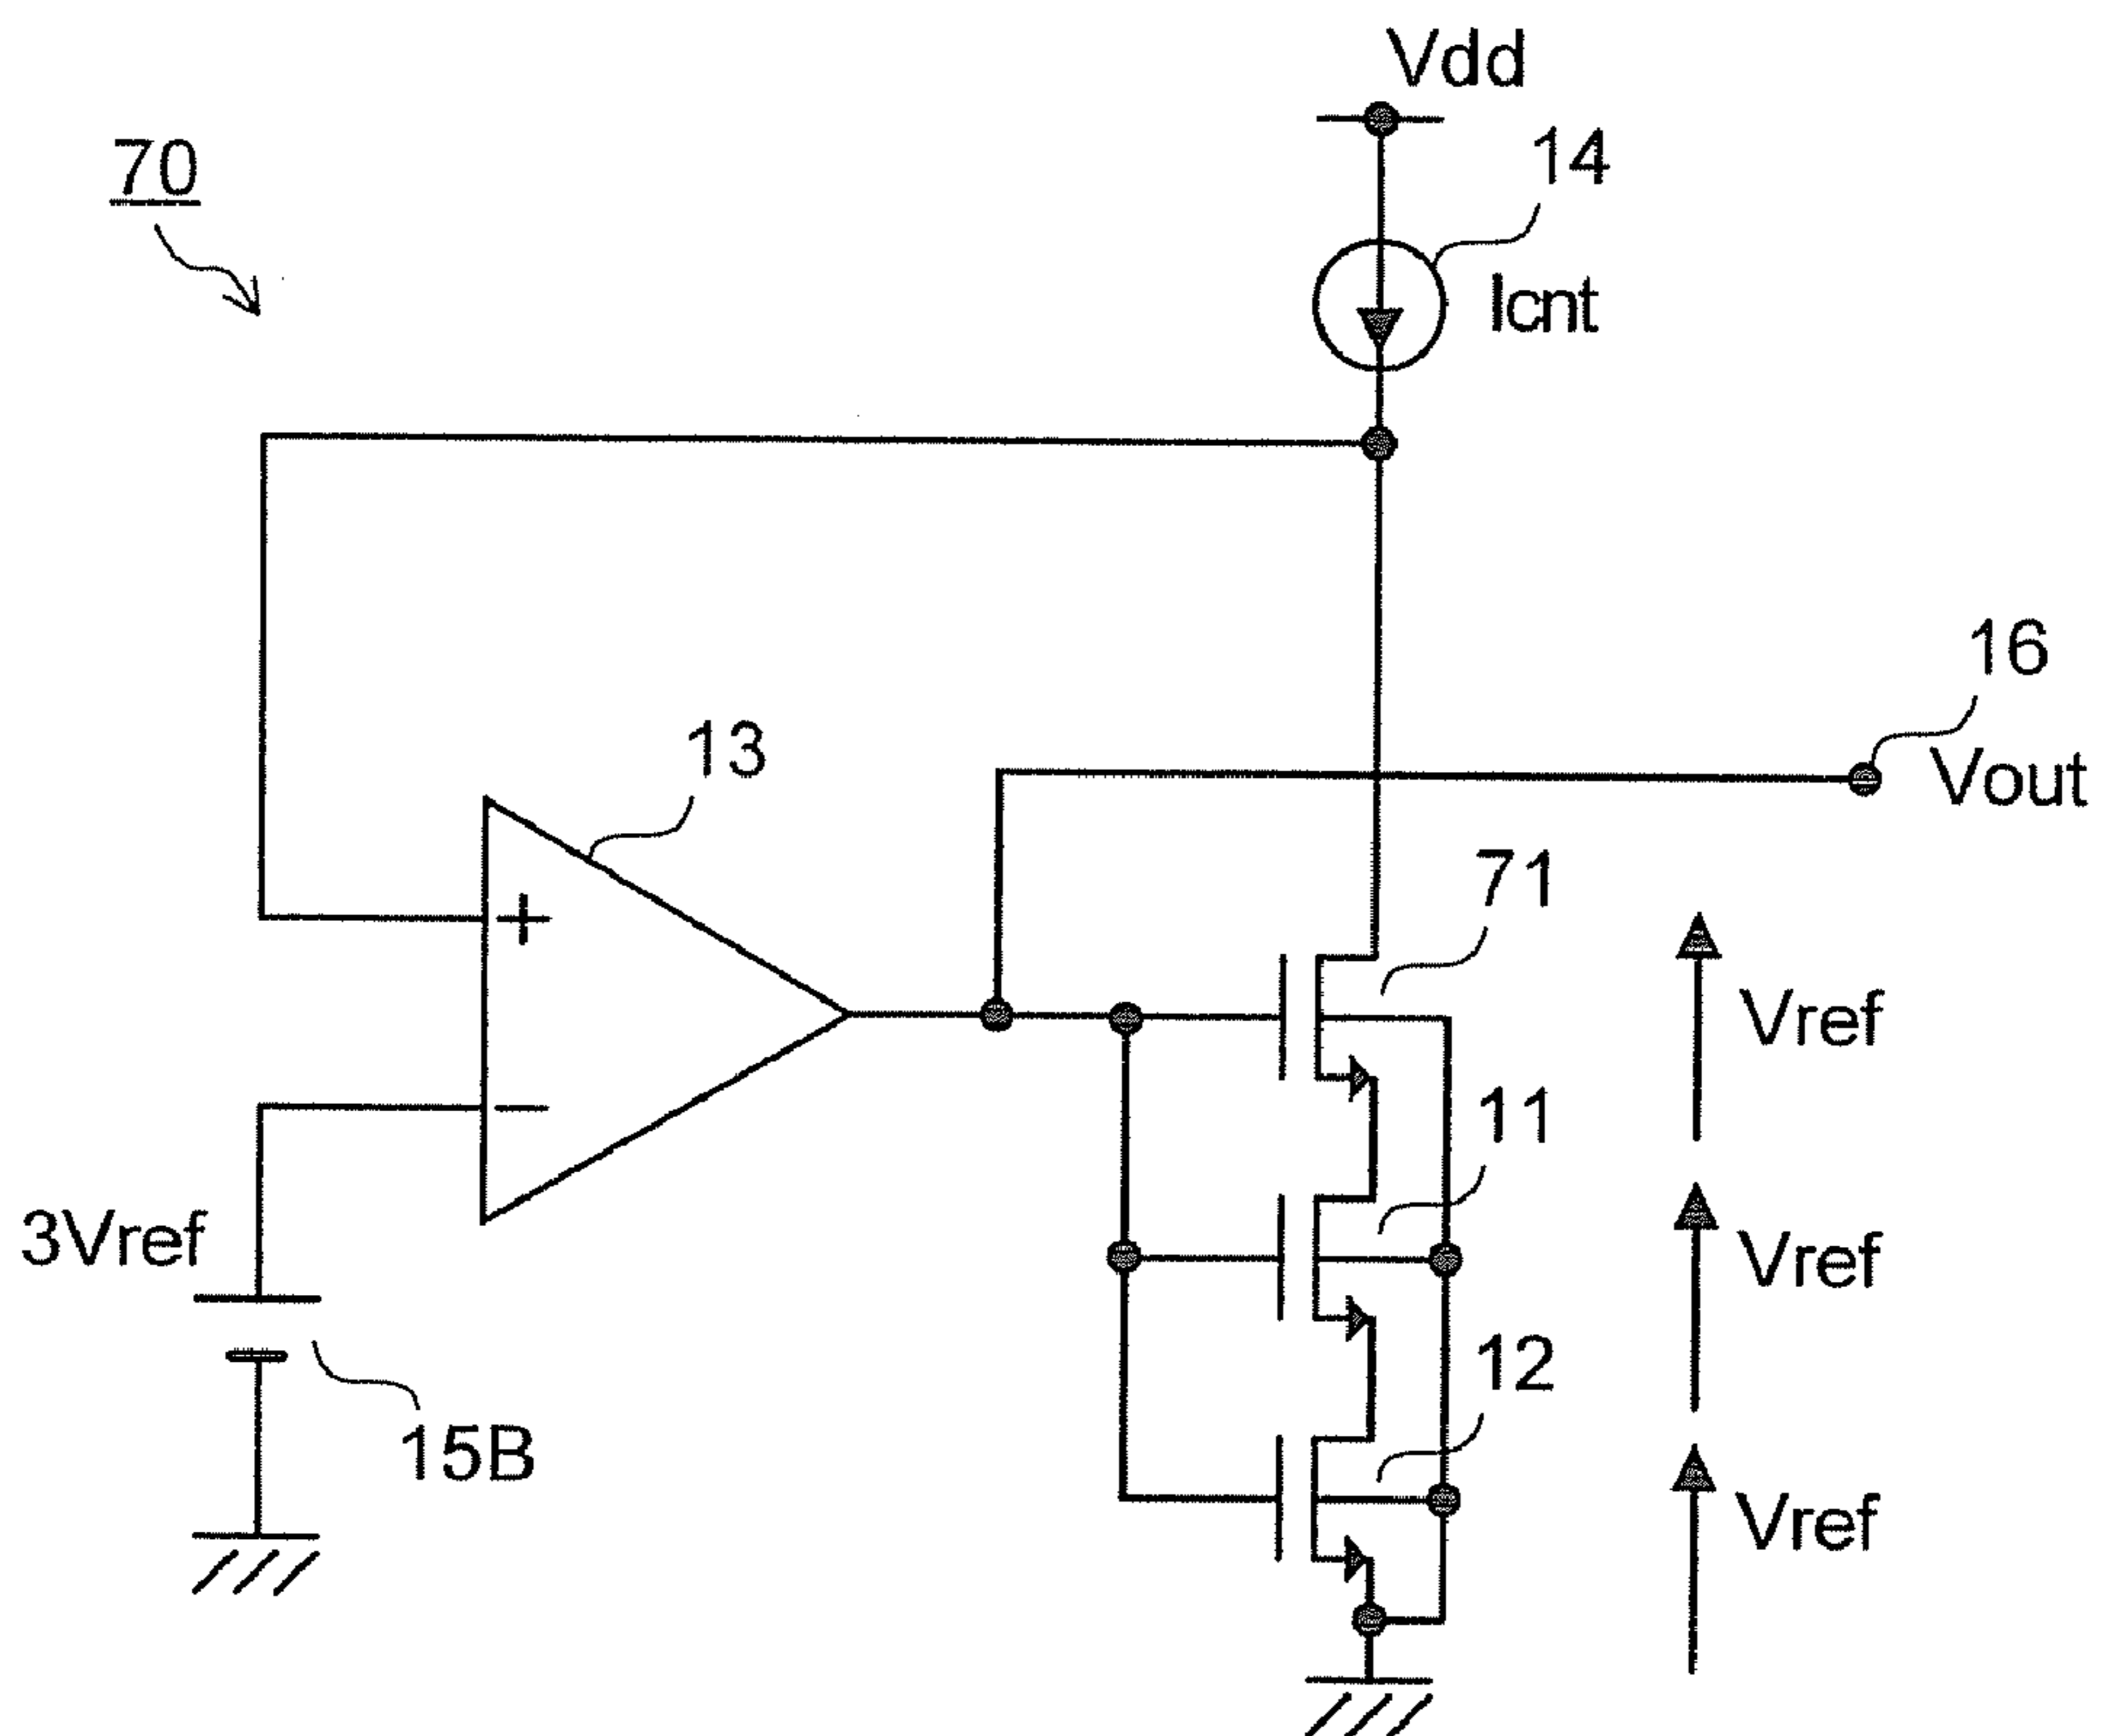 Vdd
70
14
Icnt
16
13
Vout
71
+
Vref
11
−
3Vref
Vref
12
15B
Vref